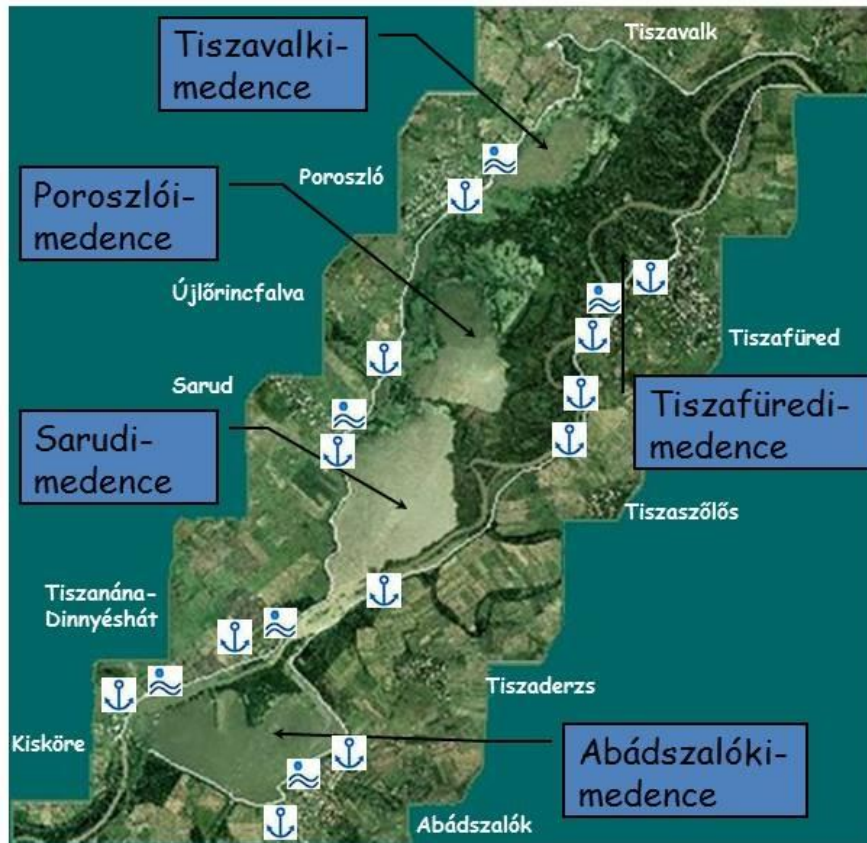 Tiszavalki-
medence
Tiszavalk
Poroszló
Poroszlói-
medence
Újlőrincfalva
Tiszafüred
Sarud
Tiszafüredi-
medence
Sarudi-
medence
Tiszaszőlős
Tiszanána-
Dinnyéshát
Tiszaderzs
Kisköre
Abádszalóki-
medence
Abádszalók